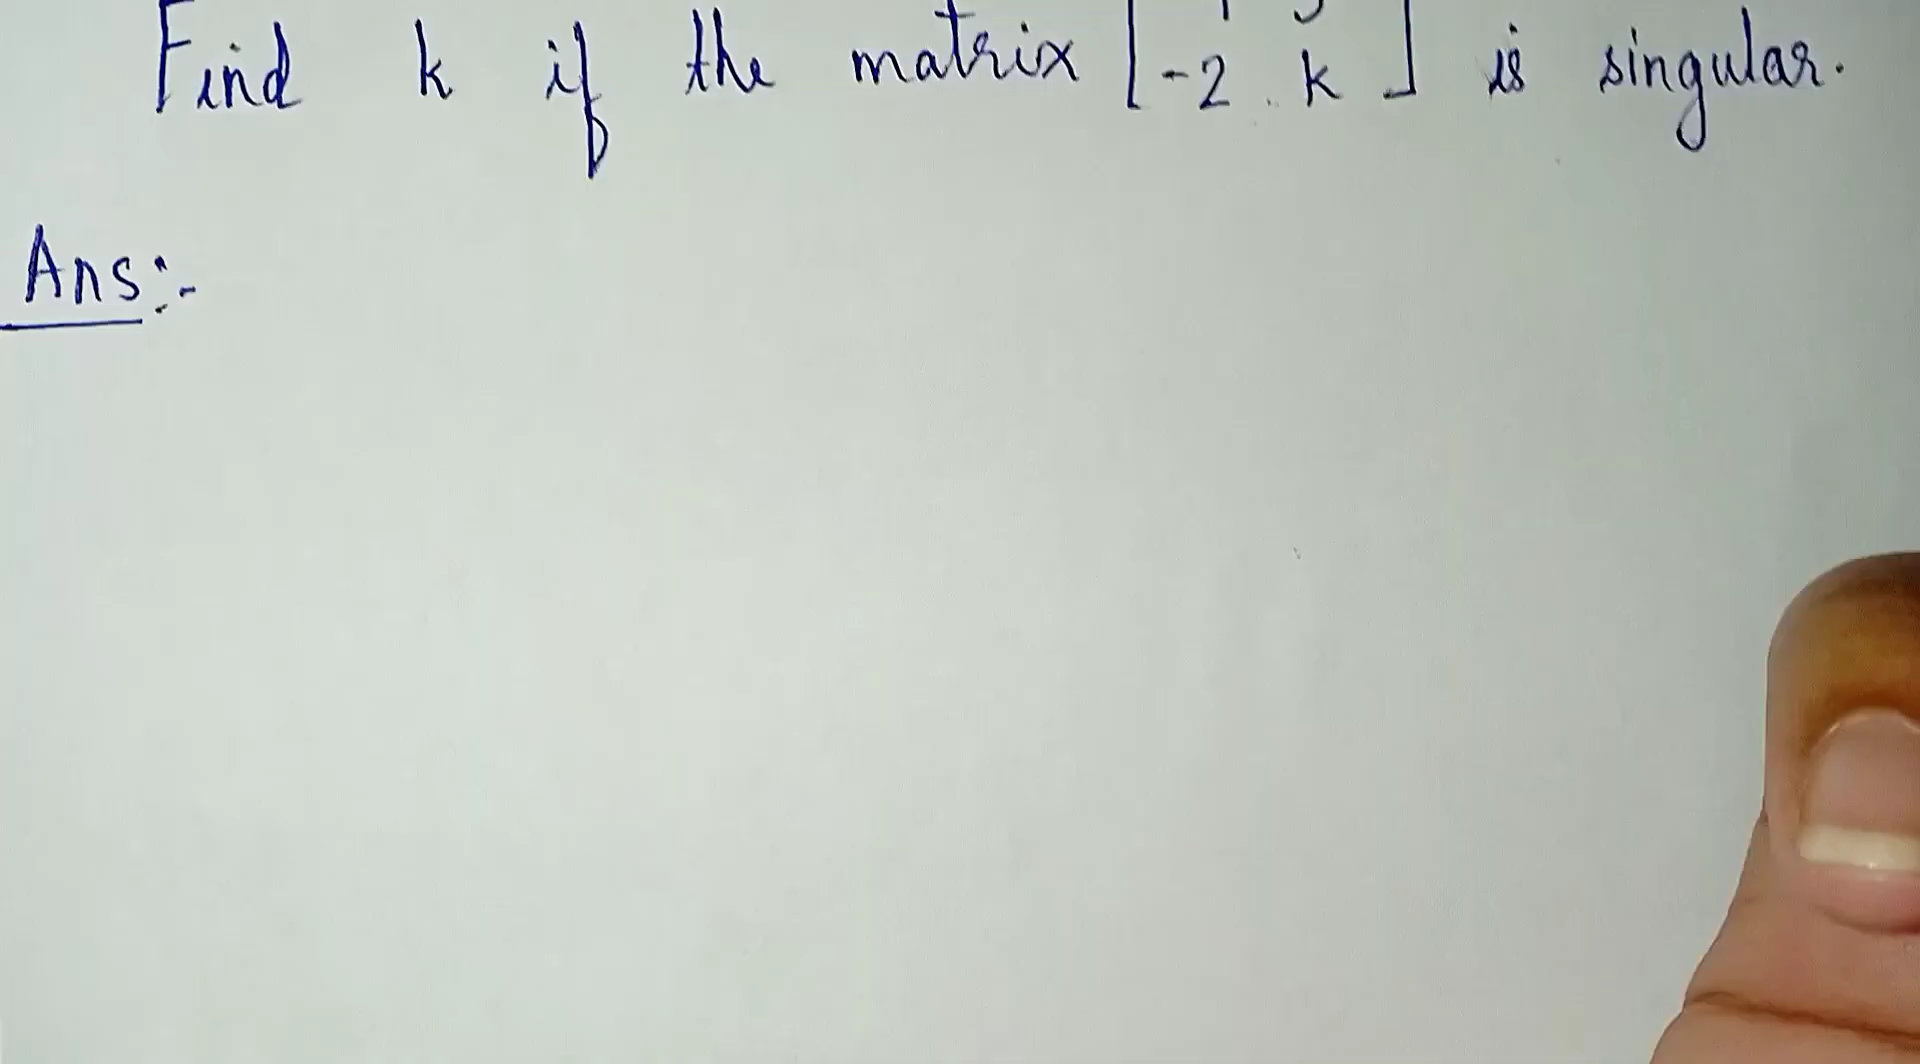 Find k if the matrix [-2 k] is singular.
Ans:-